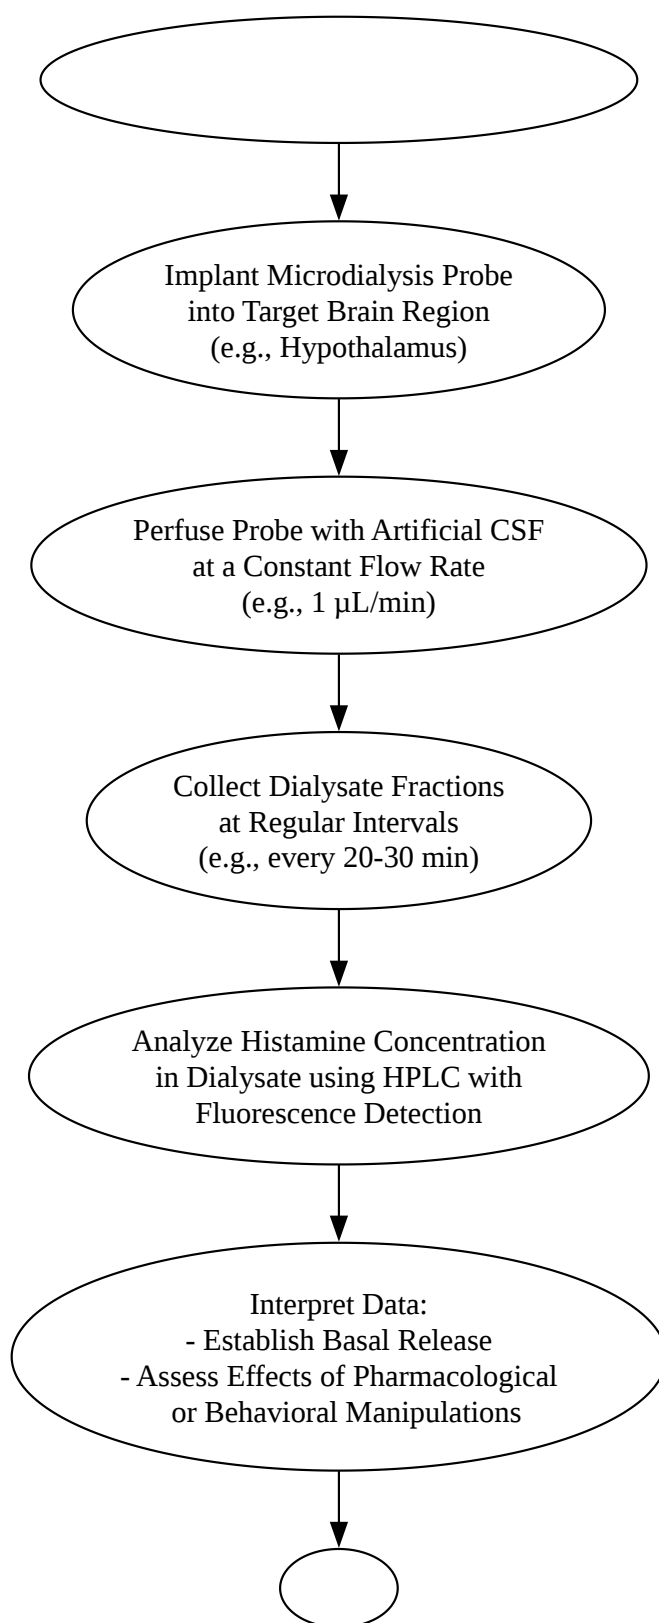 Implant Microdialysis Probe
into Target Brain Region
(e.g., Hypothalamus)
Perfuse Probe with Artificial CSF
at a Constant Flow Rate
(e.g., 1 µL/min)
Collect Dialysate Fractions
at Regular Intervals
(e.g., every 20-30 min)
Analyze Histamine Concentration
in Dialysate using HPLC with
Fluorescence Detection
Interpret Data:
- Establish Basal Release
- Assess Effects of Pharmacological
or Behavioral Manipulations